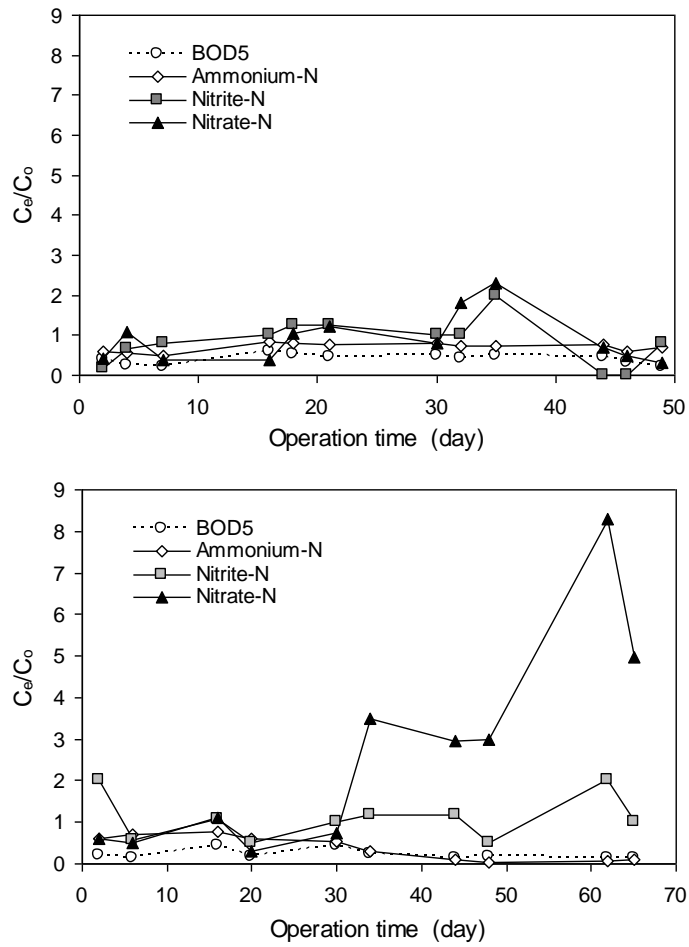 9
8
7
6
5
4
3
2
1
0
Cₑ/Cₒ
BOD5
Ammonium-N
Nitrite-N
Nitrate-N
0 10 20 30 40 50
Operation time (day)
9
8
7
6
5
4
3
2
1
0
Cₑ/Cₒ
BOD5
Ammonium-N
Nitrite-N
Nitrate-N
0 10 20 30 40 50 60 70
Operation time (day)